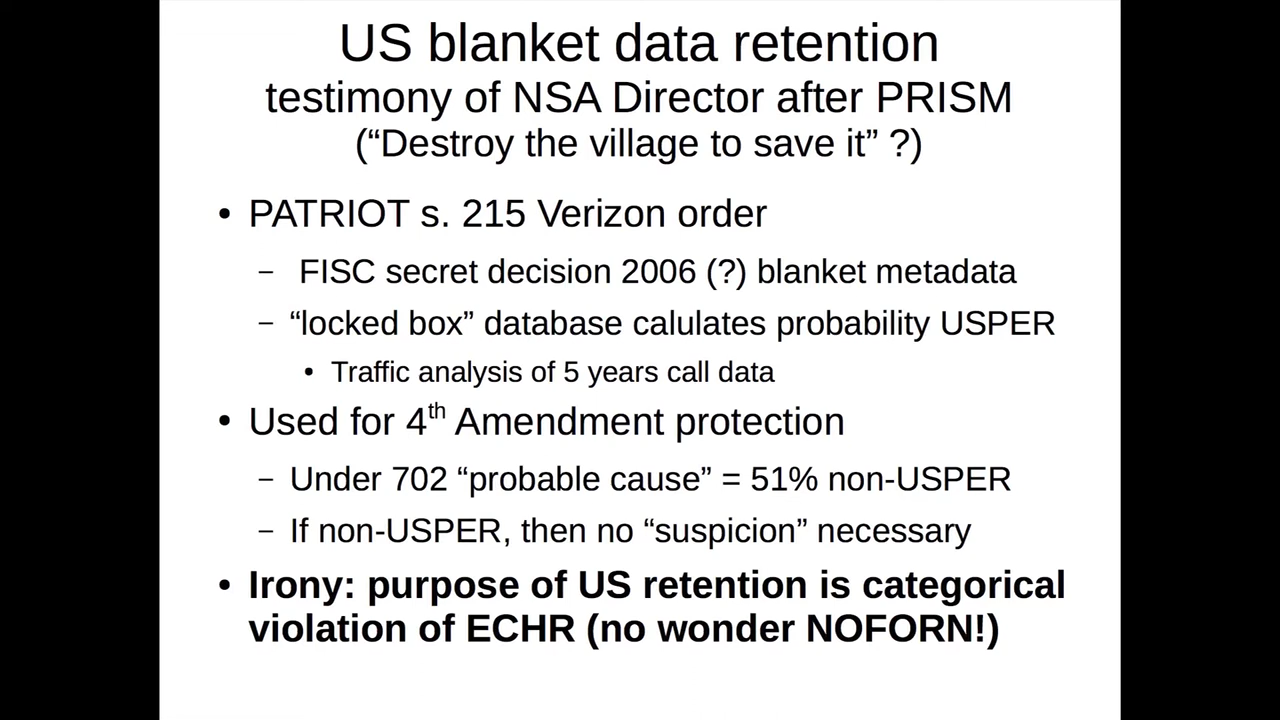 US blanket data retention
testimony of NSA Director after PRISM
(“Destroy the village to save it” ?)
• PATRIOT s. 215 Verizon order
– FISC secret decision 2006 (?) blanket metadata
– “locked box” database calulates probability USPER
• Traffic analysis of 5 years call data
• Used for 4th Amendment protection
– Under 702 “probable cause” = 51% non-USPER
– If non-USPER, then no “suspicion” necessary
• Irony: purpose of US retention is categorical
violation of ECHR (no wonder NOFORN!)